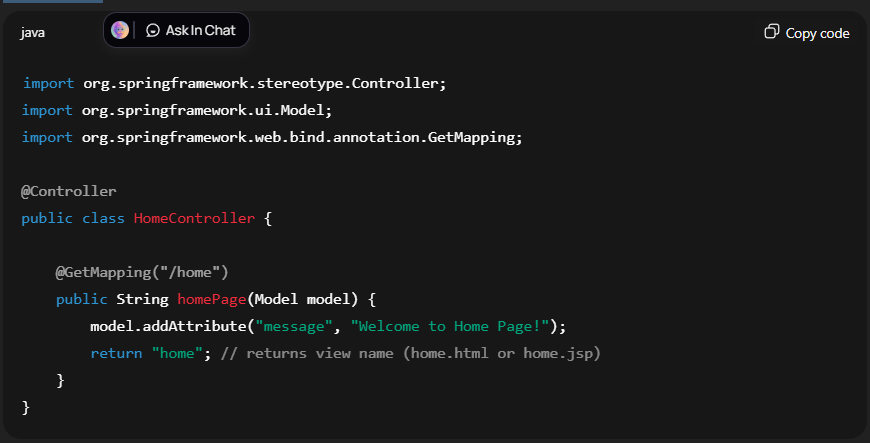 java
Ask In Chat
Copy code
import org.springframework.stereotype.Controller;
import org.springframework.ui.Model;
import org.springframework.web.bind.annotation.GetMapping;
@Controller
public class HomeController {
@GetMapping("/home")
public String homePage(Model model) {
model.addAttribute("message", "Welcome to Home Page!");
return "home"; // returns view name (home.html or home.jsp)
}
}